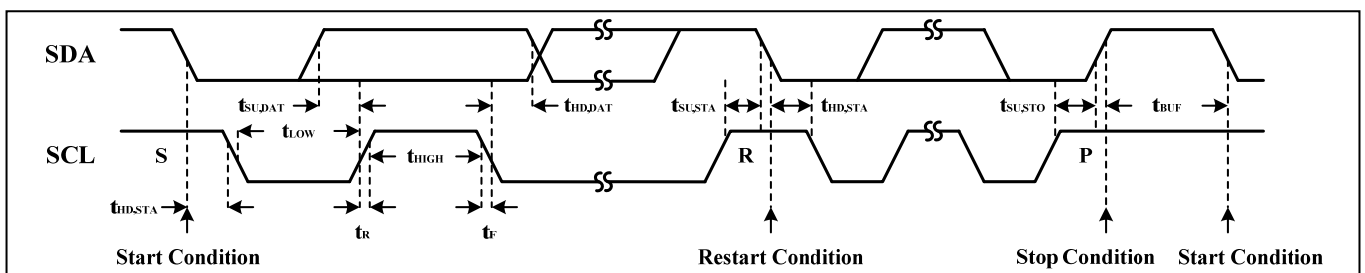 SDA
tSU,DAT tHD,DAT tSU,STA tHD,STA tSU,STO tBUF
tLOW
SCL S tHIGH R P
tHD,STA
tR tF
Start Condition Restart Condition Stop Condition Start Condition